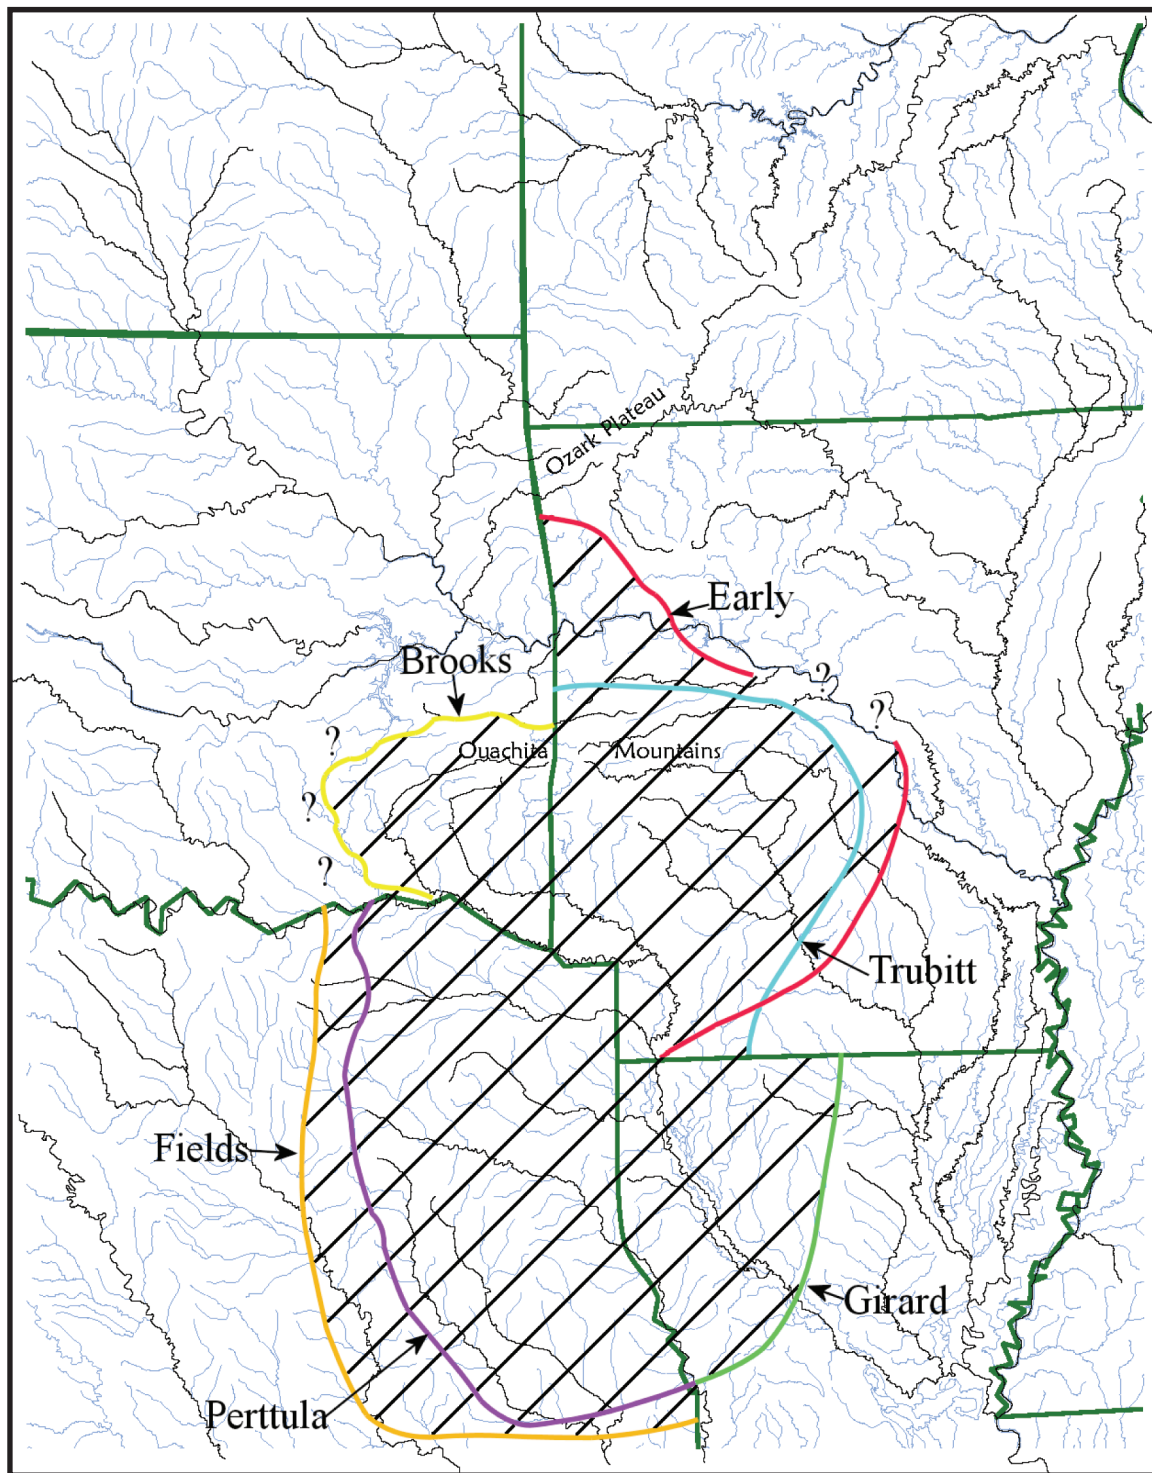 Ozark Plateau
Early
Brooks
?
?
?
Ouachita
Mountains
?
?
Trubitt
Fields
Girard
Perttula